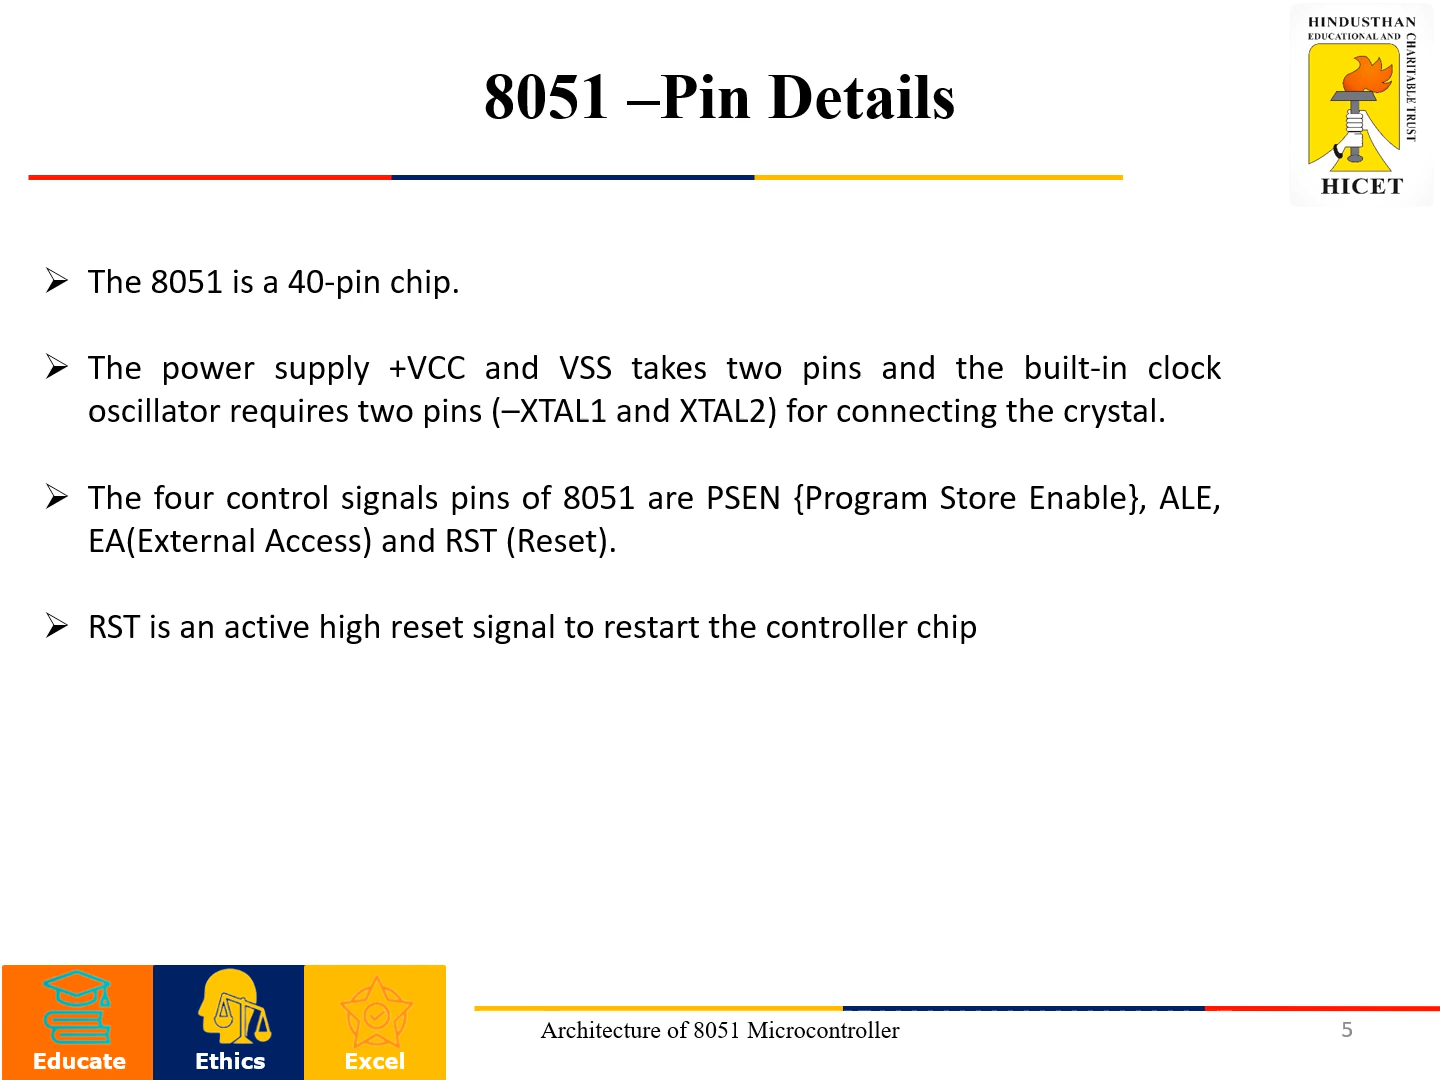 8051 –Pin Details
HINDUSTHAN
EDUCATIONAL AND
CHARITABLE TRUST
HICET
➢ The 8051 is a 40-pin chip.
➢ The power supply +VCC and VSS takes two pins and the built-in clock
oscillator requires two pins (–XTAL1 and XTAL2) for connecting the crystal.
➢ The four control signals pins of 8051 are PSEN {Program Store Enable}, ALE,
EA(External Access) and RST (Reset).
➢ RST is an active high reset signal to restart the controller chip
Educate
Ethics
Excel
Architecture of 8051 Microcontroller
5